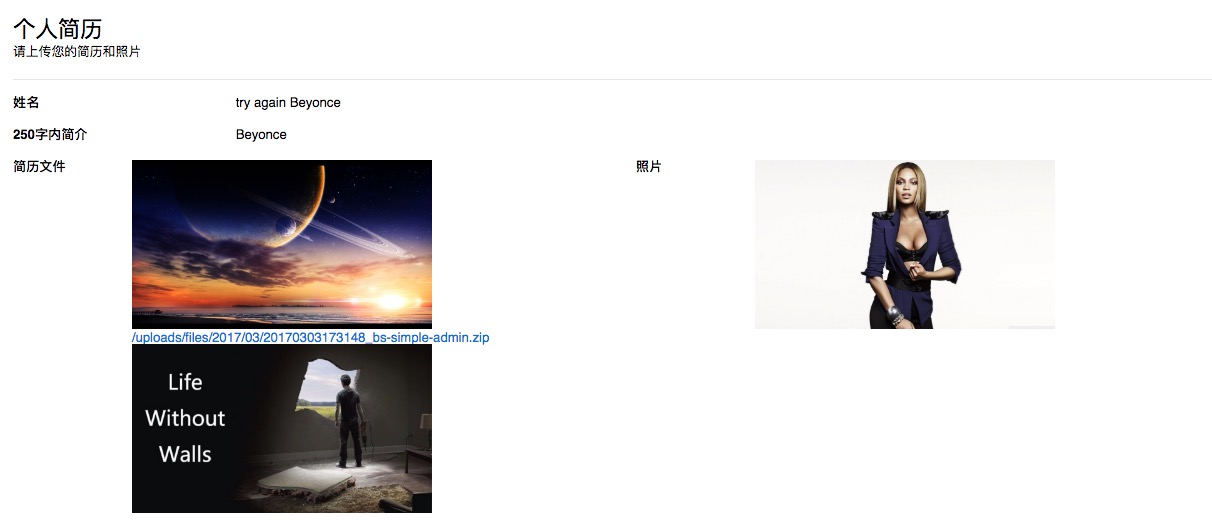 个人简历
请上传您的简历和照片
姓名 try again Beyonce
250字内简介 Beyonce
简历文件 照片
/uploads/files/2017/03/20170303173148_bs-simple-admin.zip
Life
Without
Walls